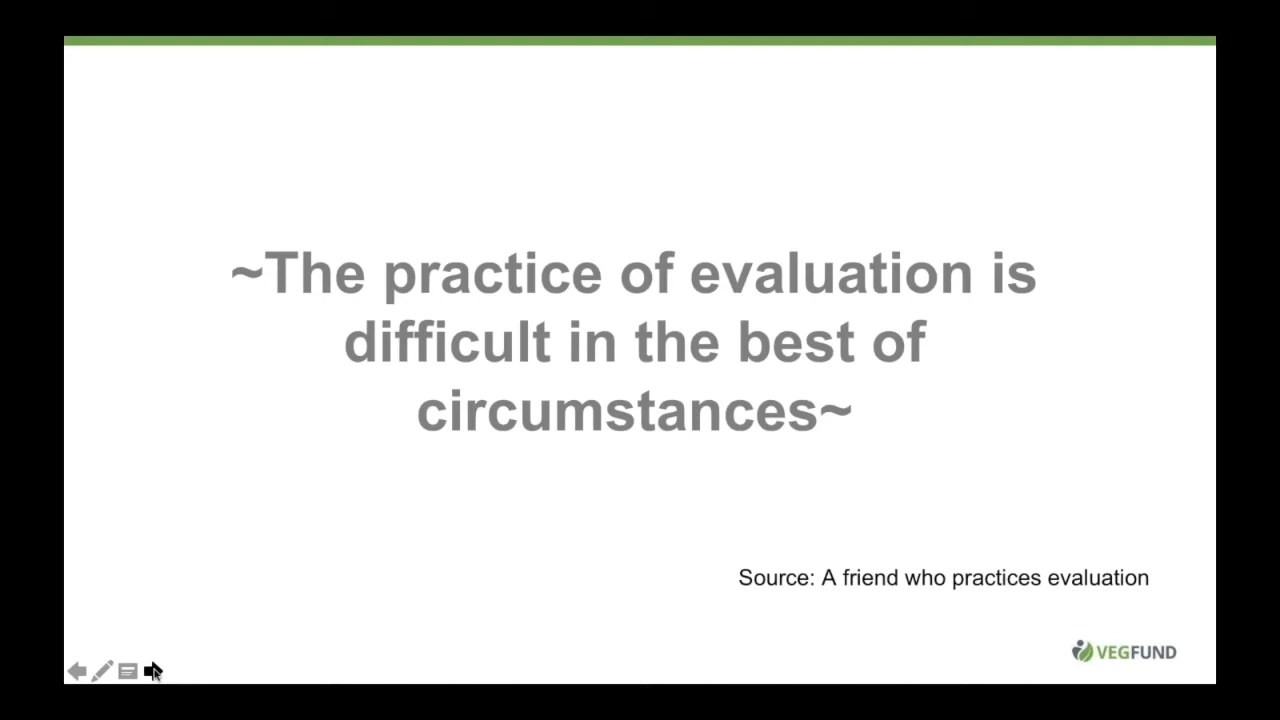 ~The practice of evaluation is
difficult in the best of
circumstances~
Source: A friend who practices evaluation
VEGFUND